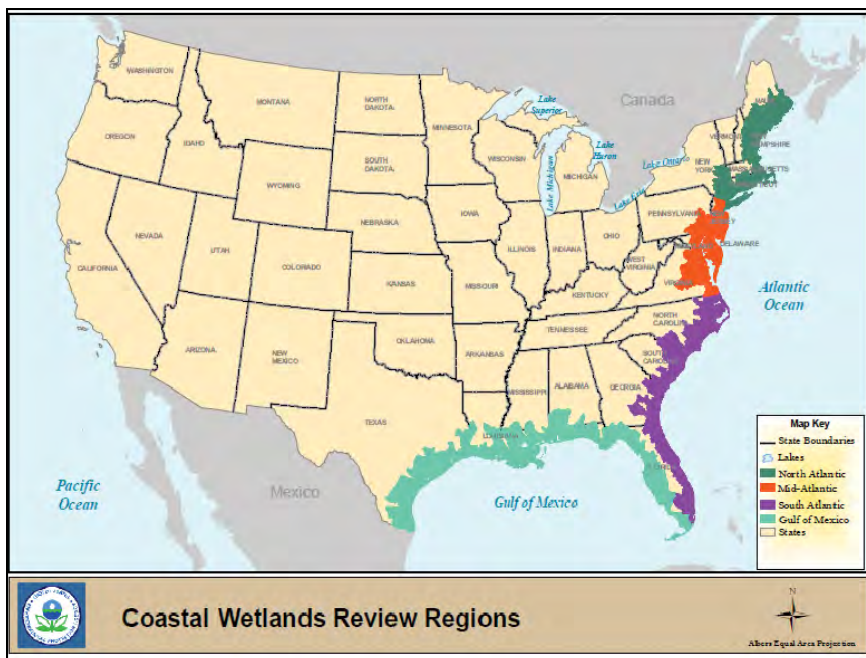 WASHINGTON
MONTANA
NORTH
DAKOTA
MINNESOTA
Lake
Superior
Canada
OREGON
IDAHO
SOUTH
DAKOTA
WISCONSIN
Lake
Huron
Lake Michigan
MICHIGAN
Lake Ontario
VERMONT
HAMPSHIRE
NEW
YORK
WYOMING
Lake Erie
NEBRASKA
IOWA
PENNSYLVANIA
NEVADA
UTAH
COLORADO
ILLINOIS
INDIANA
OHIO
DELAWARE
WEST
VIRGINIA
CALIFORNIA
KANSAS
MISSOURI
KENTUCKY
Atlantic
Ocean
ARIZONA
NEW
MEXICO
OKLAHOMA
ARKANSAS
TENNESSEE
NORTH
CAROLINA
SOUTH
CAROLINA
TEXAS
MISSISSIPPI
ALABAMA
GEORGIA
LOUISIANA
Pacific
Ocean
Mexico
Gulf of Mexico
Map Key
State Boundaries
Lakes
North Atlantic
Mid-Atlantic
South Atlantic
Gulf of Mexico
States
Coastal Wetlands Review Regions
N
Albers Equal Area Projection